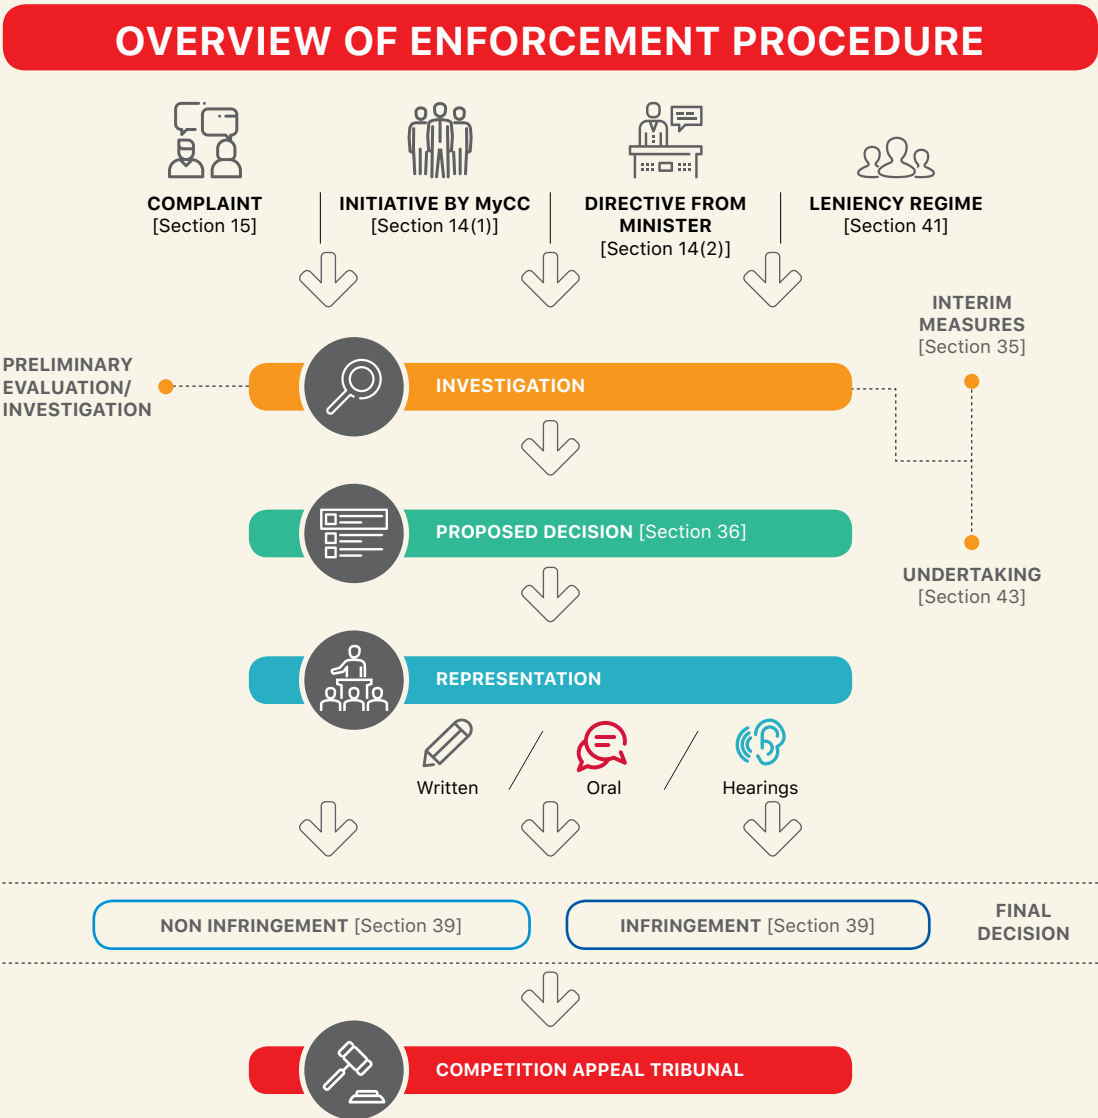 OVERVIEW OF ENFORCEMENT PROCEDURE
COMPLAINT
[Section 15]
INITIATIVE BY MyCC
[Section 14(1)]
DIRECTIVE FROM
MINISTER
[Section 14(2)]
LENIENCY REGIME
[Section 41]
INTERIM
MEASURES
[Section 35]
PRELIMINARY
EVALUATION/
INVESTIGATION
INVESTIGATION
PROPOSED DECISION [Section 36]
UNDERTAKING
[Section 43]
REPRESENTATION
Written
Oral
Hearings
NON INFRINGEMENT [Section 39]
INFRINGEMENT [Section 39]
FINAL
DECISION
COMPETITION APPEAL TRIBUNAL